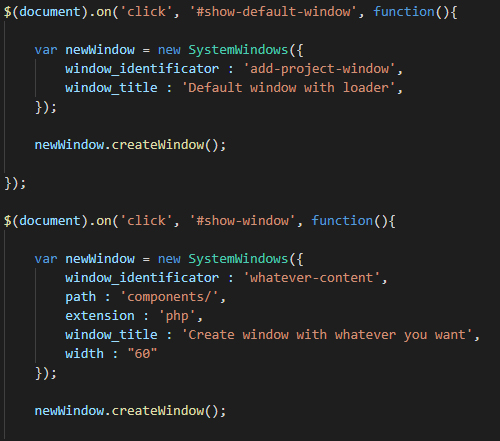 $(document).on('click', '#show-default-window', function(){
var newWindow = new SystemWindows({
window_identificator : 'add-project-window',
window_title : 'Default window with loader',
});
newWindow.createWindow();
});
$(document).on('click', '#show-window', function(){
var newWindow = new SystemWindows({
window_identificator : 'whatever-content',
path : 'components/',
extension : 'php',
window_title : 'Create window with whatever you want',
width : "60"
});
newWindow.createWindow();